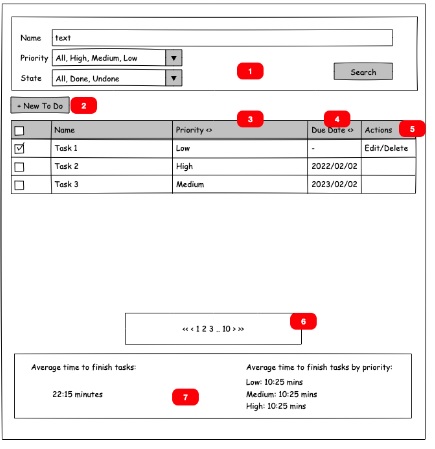 Name text
Priority All, High, Medium, Low
State All, Done, Undone
1
Search
+ New To Do 2
3 4
Name Priority <> Due Date <> Actions 5
Task 1 Low - Edit/Delete
Task 2 High 2022/02/02
Task 3 Medium 2023/02/02
<< < 1 2 3 .. 10 > >> 6
Average time to finish tasks: Average time to finish tasks by priority:
Low: 10:25 mins
22:15 minutes 7 Medium: 10:25 mins
High: 10:25 mins